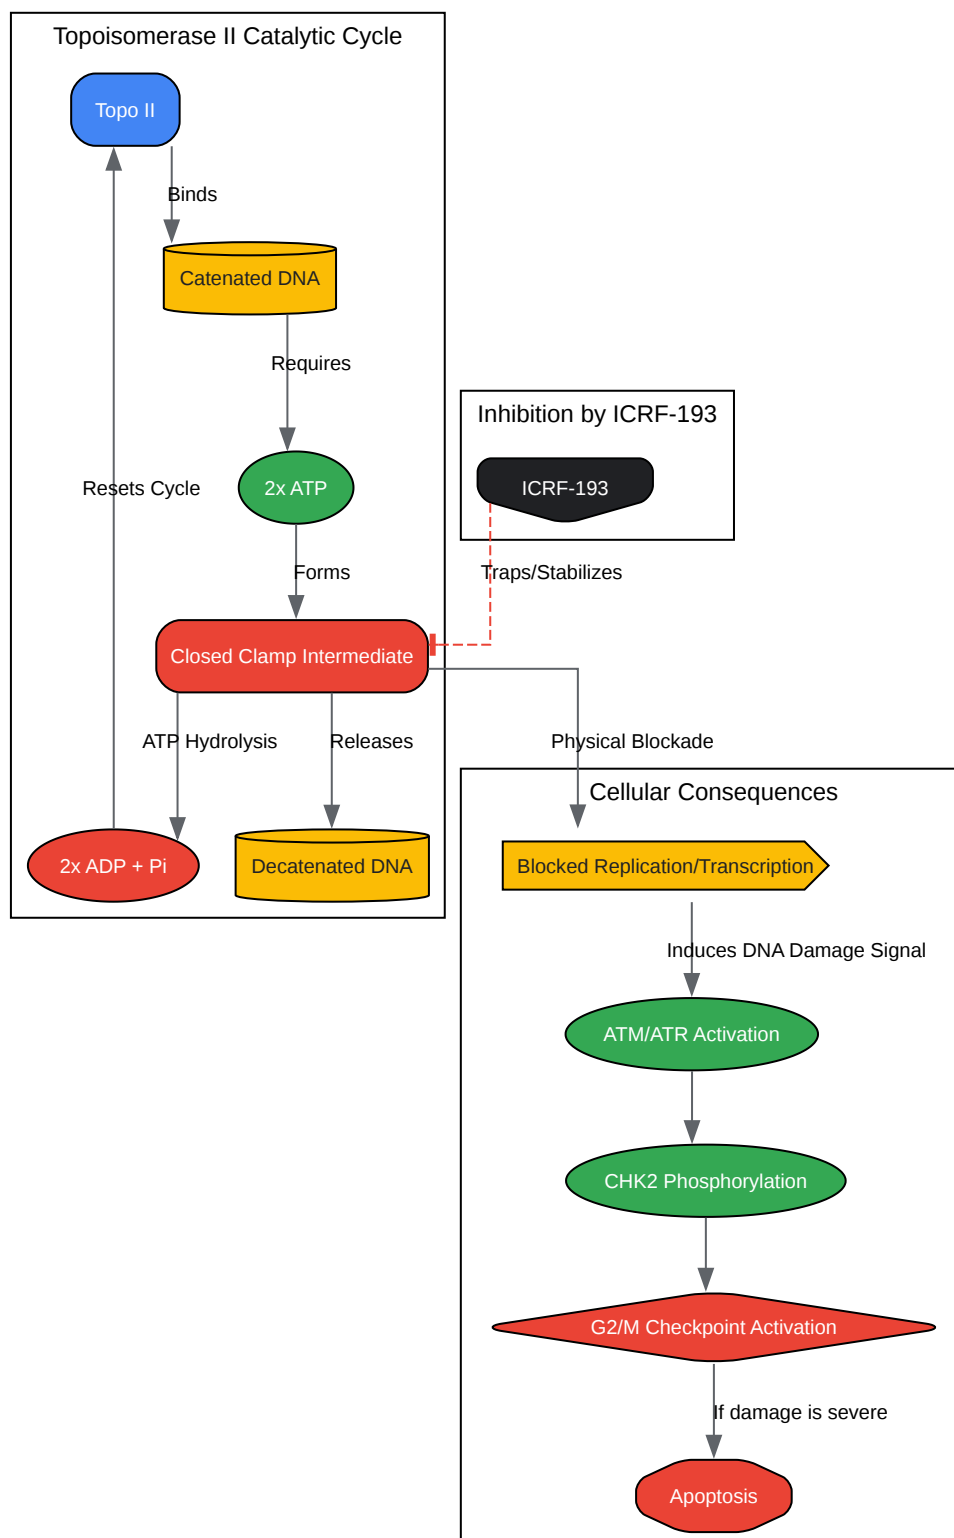 Topoisomerase II Catalytic Cycle
Topo II
Binds
Catenated DNA
Requires
2x ATP
Resets Cycle
Forms
Closed Clamp Intermediate
ATP Hydrolysis
Releases
2x ADP + Pi
Decatenated DNA
Inhibition by ICRF-193
ICRF-193
Traps/Stabilizes
Physical Blockade
Cellular Consequences
Blocked Replication/Transcription
Induces DNA Damage Signal
ATM/ATR Activation
CHK2 Phosphorylation
G2/M Checkpoint Activation
If damage is severe
Apoptosis